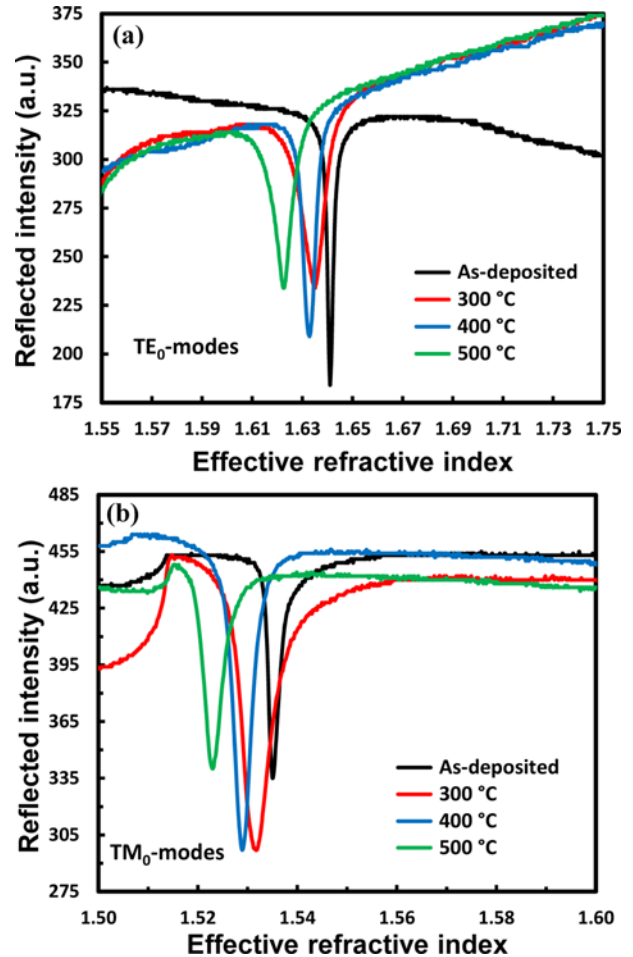 (a)
Reflected intensity (a.u.)
375
350
325
300
275
250
225
200
175
As-deposited
300 °C
400 °C
500 °C
TE₀-modes
1.55 1.57 1.59 1.61 1.63 1.65 1.67 1.69 1.71 1.73 1.75
Effective refractive index
(b)
Reflected intensity (a.u.)
485
455
425
395
365
335
305
275
As-deposited
300 °C
400 °C
500 °C
TM₀-modes
1.50 1.52 1.54 1.56 1.58 1.60
Effective refractive index